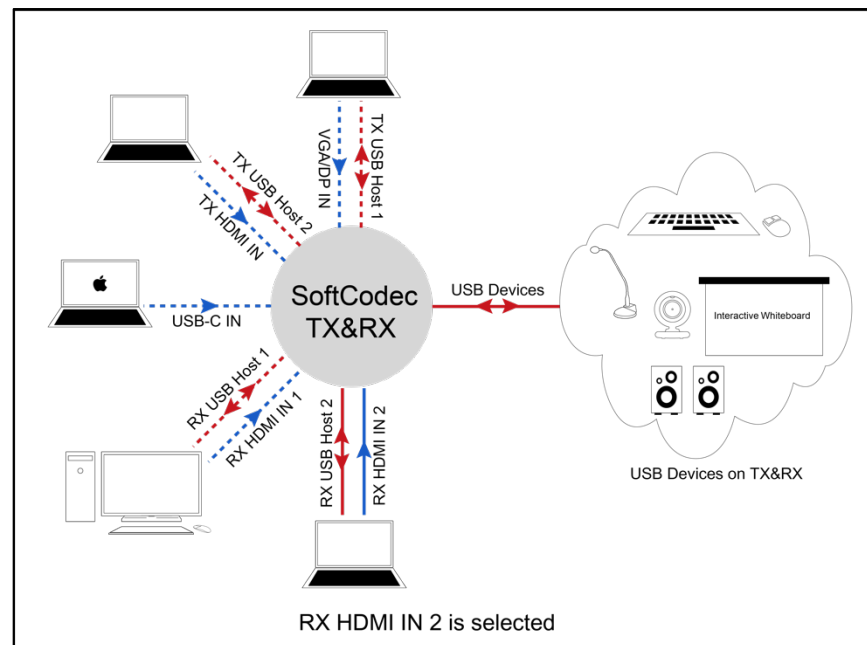 VGA/DP IN
TX USB Host 1
TX USB Host 2
TX HDMI IN
SoftCodec
TX&RX
USB-C IN
USB Devices
Interactive Whiteboard
RX USB Host 1
RX HDMI IN 1
RX USB Host 2
RX HDMI IN 2
USB Devices on TX&RX
RX HDMI IN 2 is selected